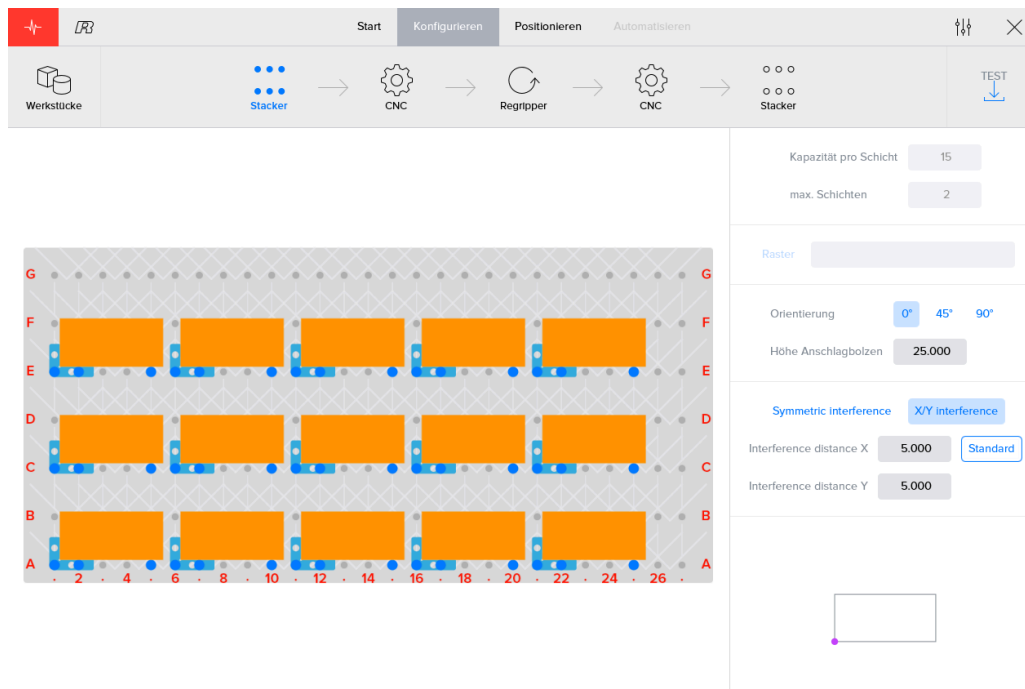 R
Start
Konfigurieren
Positionieren
Automatisieren
Werkstücke
Stacker
CNC
Regripper
CNC
Stacker
TEST
Kapazität pro Schicht 15
max. Schichten 2
Raster
Orientierung 0° 45° 90°
Höhe Anschlagbolzen 25.000
Symmetric interference X/Y interference
Interference distance X 5.000 Standard
Interference distance Y 5.000
G G
F F
E E
D D
C C
B B
A A
· 2 · 4 · 6 · 8 · 10 · 12 · 14 · 16 · 18 · 20 · 22 · 24 · 26 ·